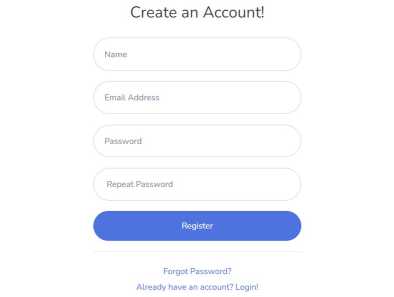 Create an Account!
Name
Email Address
Password
Repeat Password
Register
Forgot Password?
Already have an account? Login!